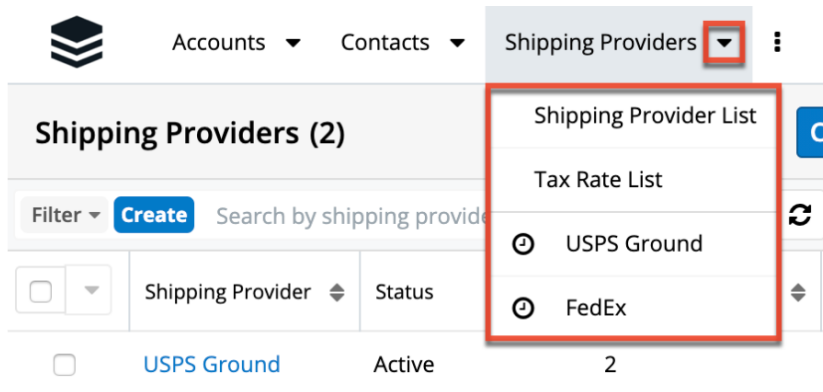 Accounts Contacts Shipping Providers
Shipping Providers (2)
Shipping Provider List
Tax Rate List
Filter Create Search by shipping provide
USPS Ground
FedEx
Shipping Provider Status
USPS Ground Active 2